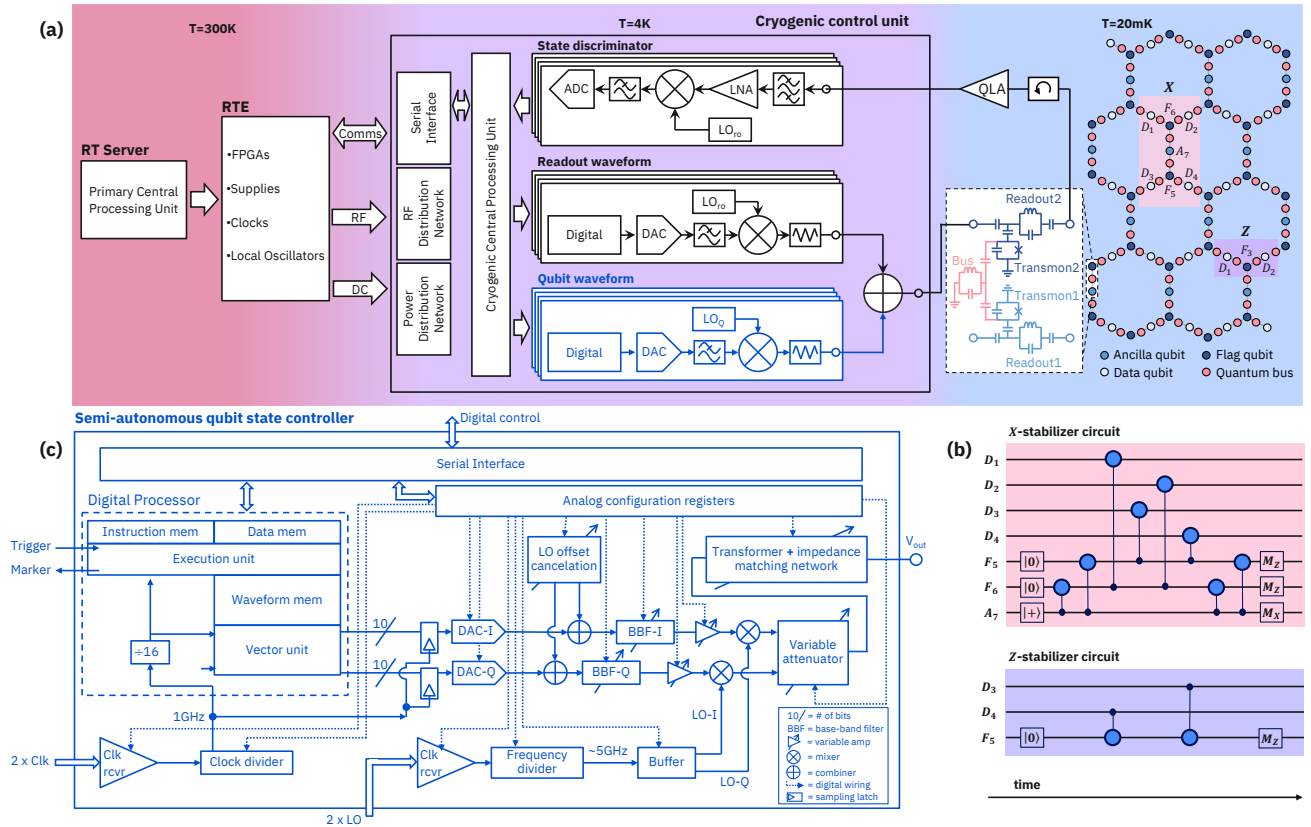 (a)
T=300K
T=4K
Cryogenic control unit
T=20mK
RT Server
Primary Central
Processing Unit
RTE
•FPGAs
•Supplies
•Clocks
•Local Oscillators
Comms
RF
DC
Serial
Interface
RF
Distribution
Network
Power
Distribution
Network
Cryogenic Central Processing Unit
State discriminator
ADC
LNA
LO_ro
Readout waveform
LO_ro
Digital
DAC
Qubit waveform
LO_Q
Digital
DAC
QLA
Readout2
Bus
Transmon2
Transmon1
Readout1
X
F_6
D_1
D_2
A_7
D_3
D_4
F_5
Z
F_3
D_1
D_2
Ancilla qubit
Flag qubit
Data qubit
Quantum bus
Semi-autonomous qubit state controller
Digital control
(c)
Serial Interface
Digital Processor
Analog configuration registers
Instruction mem
Data mem
Execution unit
Trigger
Marker
Waveform mem
Vector unit
÷16
10
10
LO offset
cancelation
Transformer + impedance
matching network
V_out
DAC-I
BBF-I
DAC-Q
BBF-Q
Variable
attenuator
1GHz
LO-I
2 x Clk
Clk
rcvr
Clock divider
Clk
rcvr
Frequency
divider
~5GHz
Buffer
LO-Q
2 x LO
10/ = # of bits
BBF = base-band filter
= variable amp
= mixer
= combiner
= digital wiring
= sampling latch
(b)
X-stabilizer circuit
D_1
D_2
D_3
D_4
F_5 |0⟩ M_Z
F_6 |0⟩ M_Z
A_7 |+⟩ M_X
Z-stabilizer circuit
D_3
D_4
F_5 |0⟩ M_Z
time